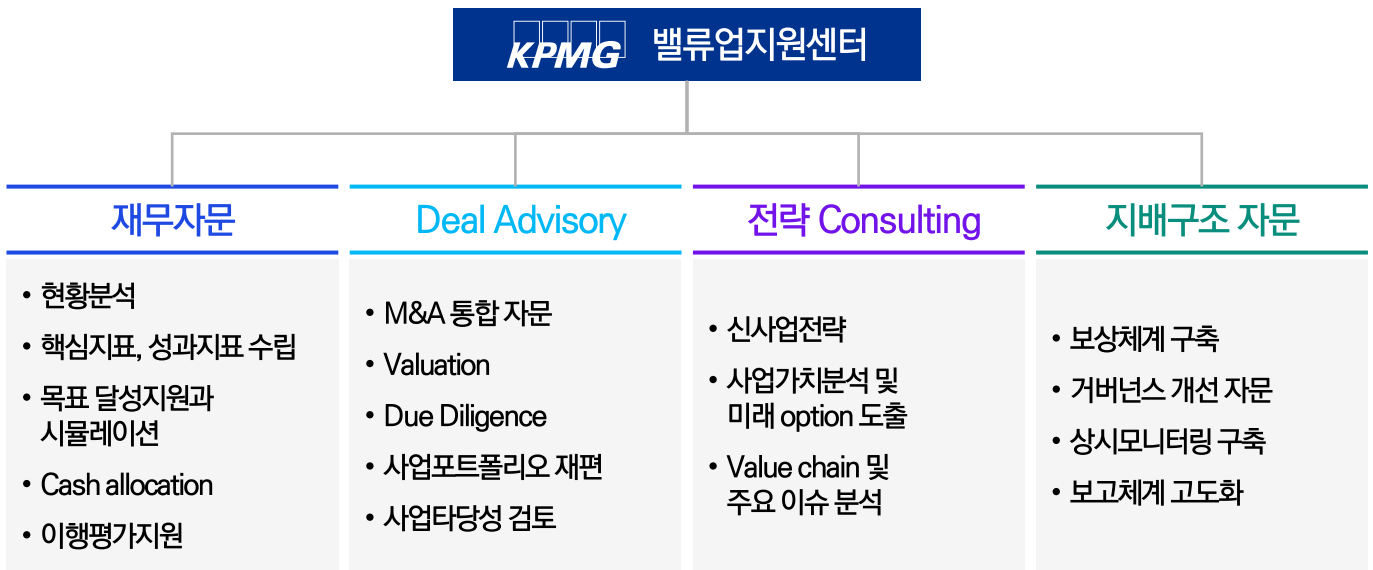 KPMG 밸류업지원센터
재무자문
• 현황분석
• 핵심지표, 성과지표 수립
• 목표 달성지원과
시뮬레이션
• Cash allocation
• 이행평가지원
Deal Advisory
• M&A 통합 자문
• Valuation
• Due Diligence
• 사업포트폴리오 재편
• 사업타당성 검토
전략 Consulting
• 신사업전략
• 사업가치분석 및
미래 option 도출
• Value chain 및
주요 이슈 분석
지배구조 자문
• 보상체계 구축
• 거버넌스 개선 자문
• 상시모니터링 구축
• 보고체계 고도화